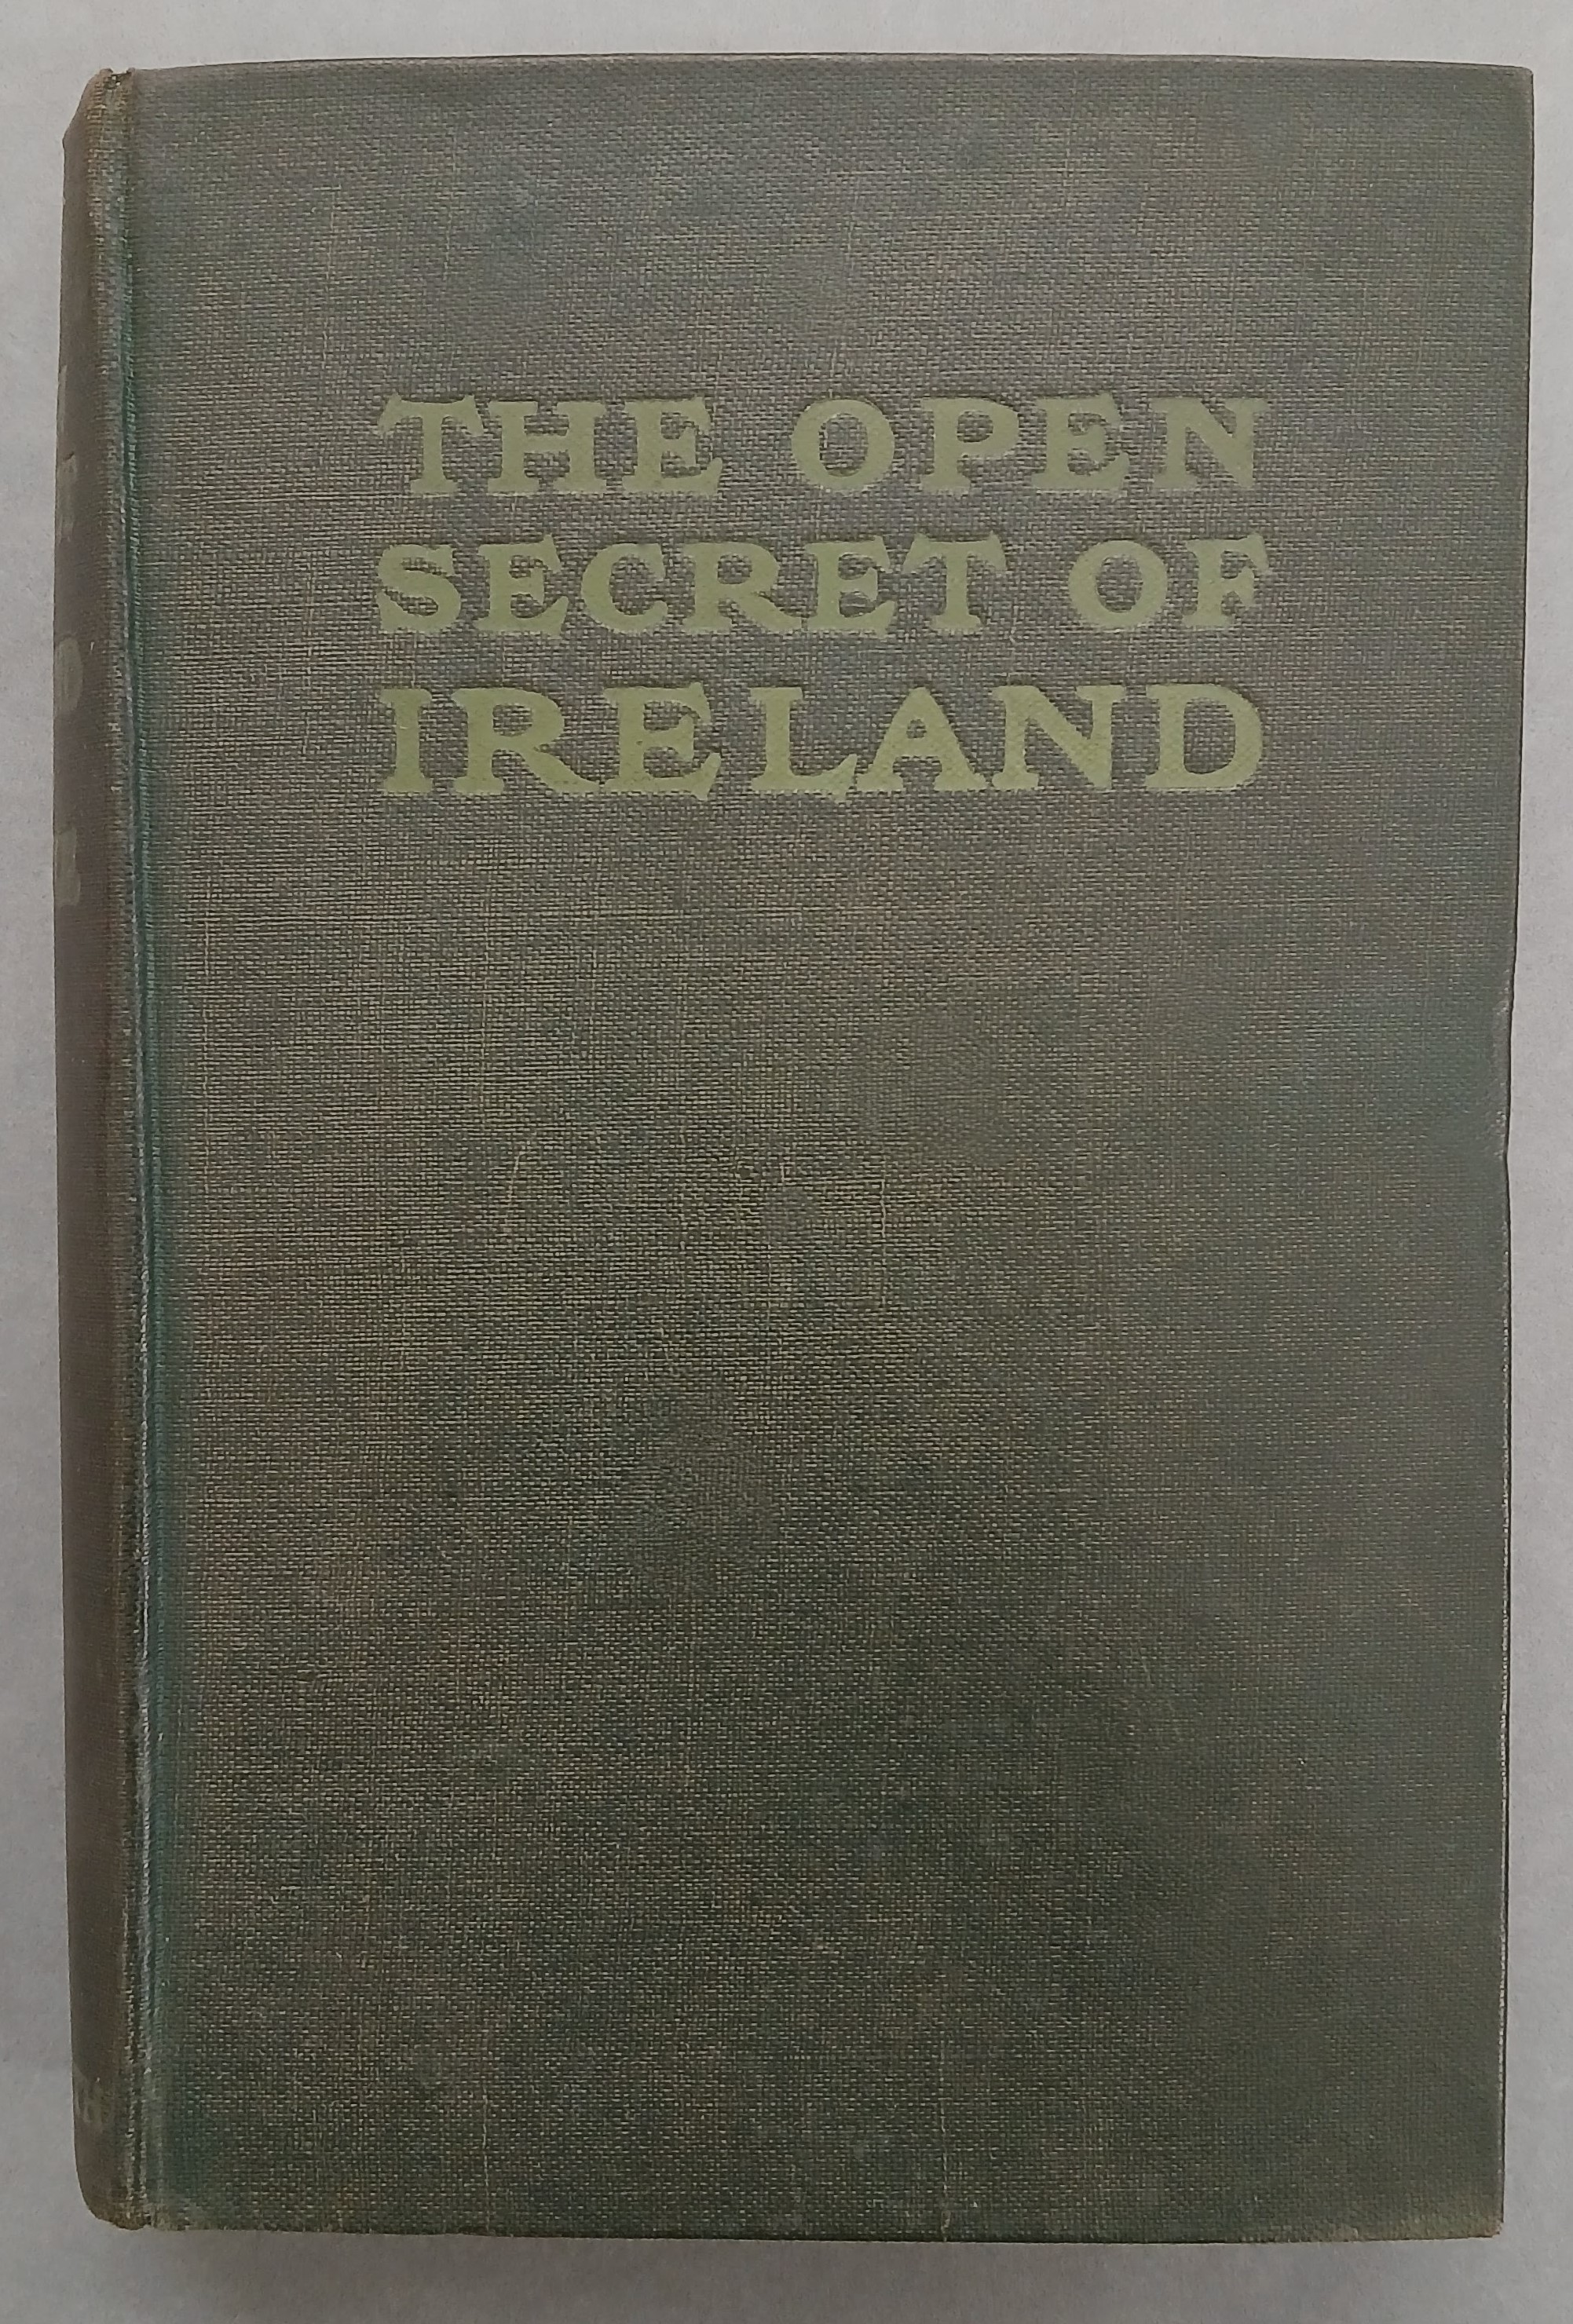 THE OPEN
SECRET OF
IRELAND